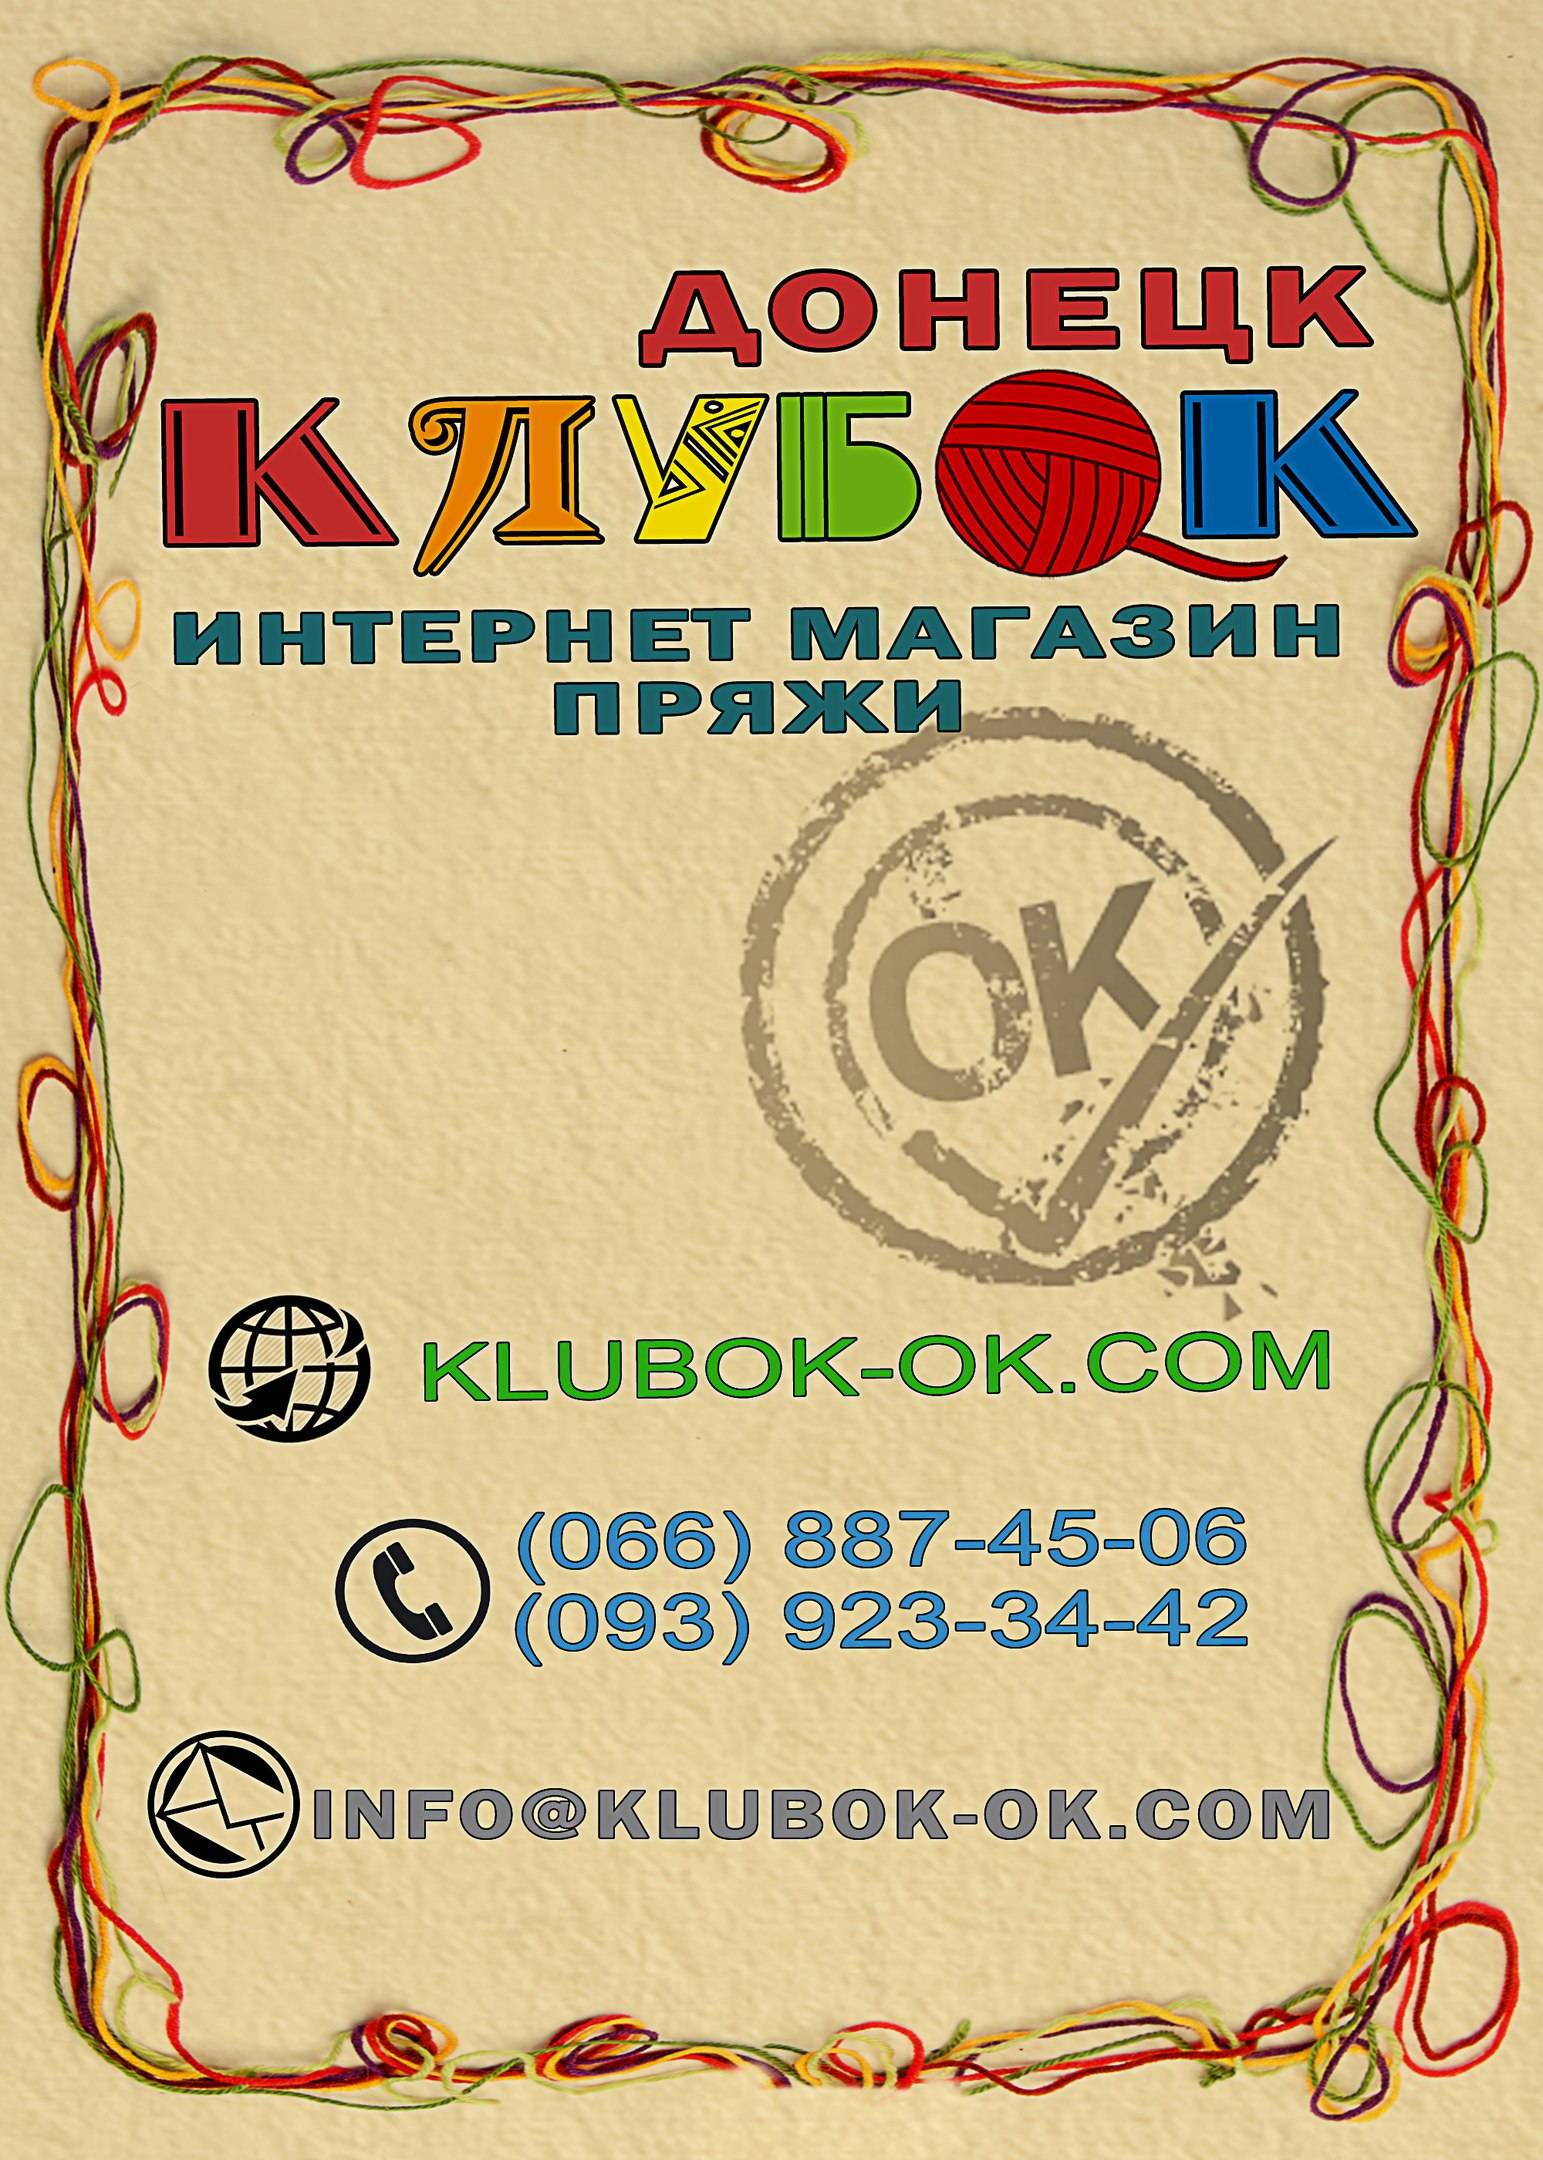 ДОНЕЦК
КЛУБОК
ИНТЕРНЕТ МАГАЗИН
ПРЯЖИ
OK
KLUBOK-OK.COM
(066) 887-45-06
(093) 923-34-42
INFO@KLUBOK-OK.COM